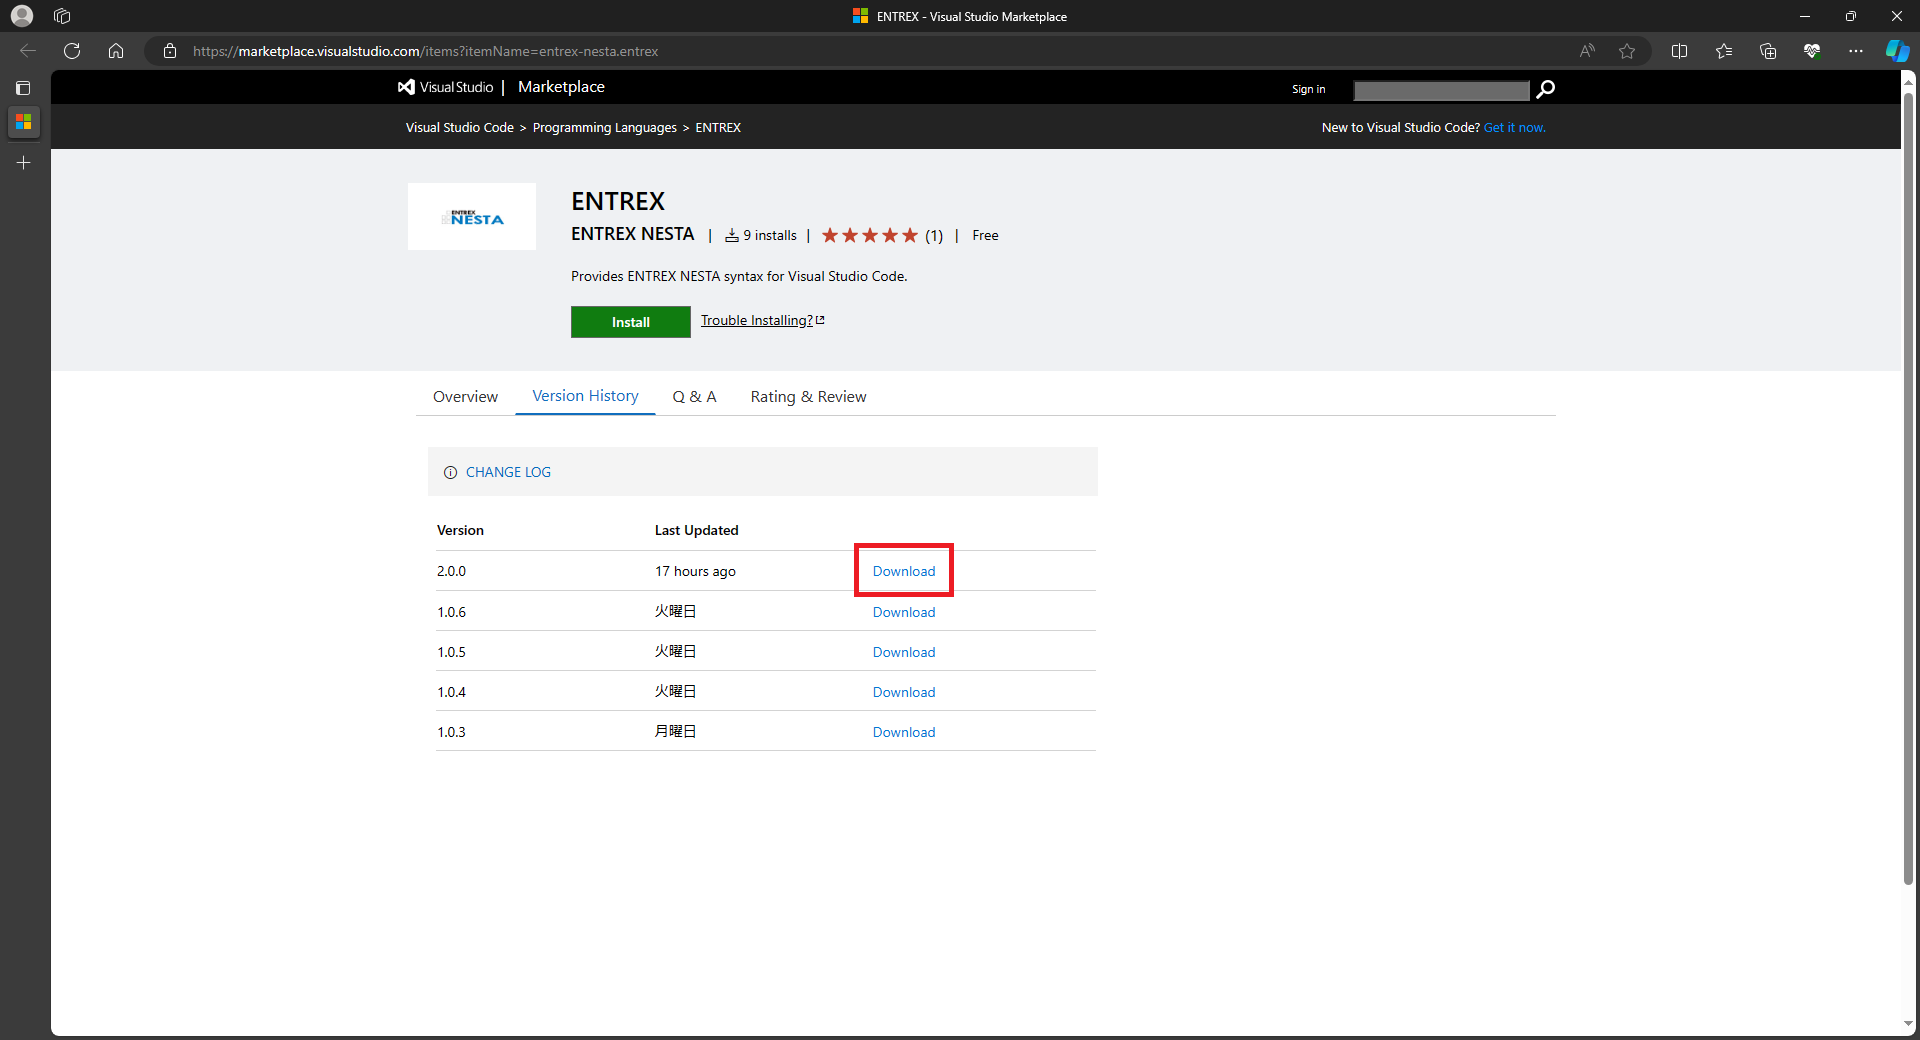 ENTREX - Visual Studio Marketplace
https://marketplace.visualstudio.com/items?itemName=entrex-nesta.entrex
Visual Studio | Marketplace
Sign in
Visual Studio Code > Programming Languages > ENTREX
New to Visual Studio Code? Get it now.
ENTREX
NESTA
ENTREX
ENTREX NESTA | 9 installs | (1) | Free
Provides ENTREX NESTA syntax for Visual Studio Code.
Install
Trouble Installing?
Overview
Version History
Q & A
Rating & Review
CHANGE LOG
Version Last Updated
2.0.0 17 hours ago Download
1.0.6 火曜日 Download
1.0.5 火曜日 Download
1.0.4 火曜日 Download
1.0.3 月曜日 Download